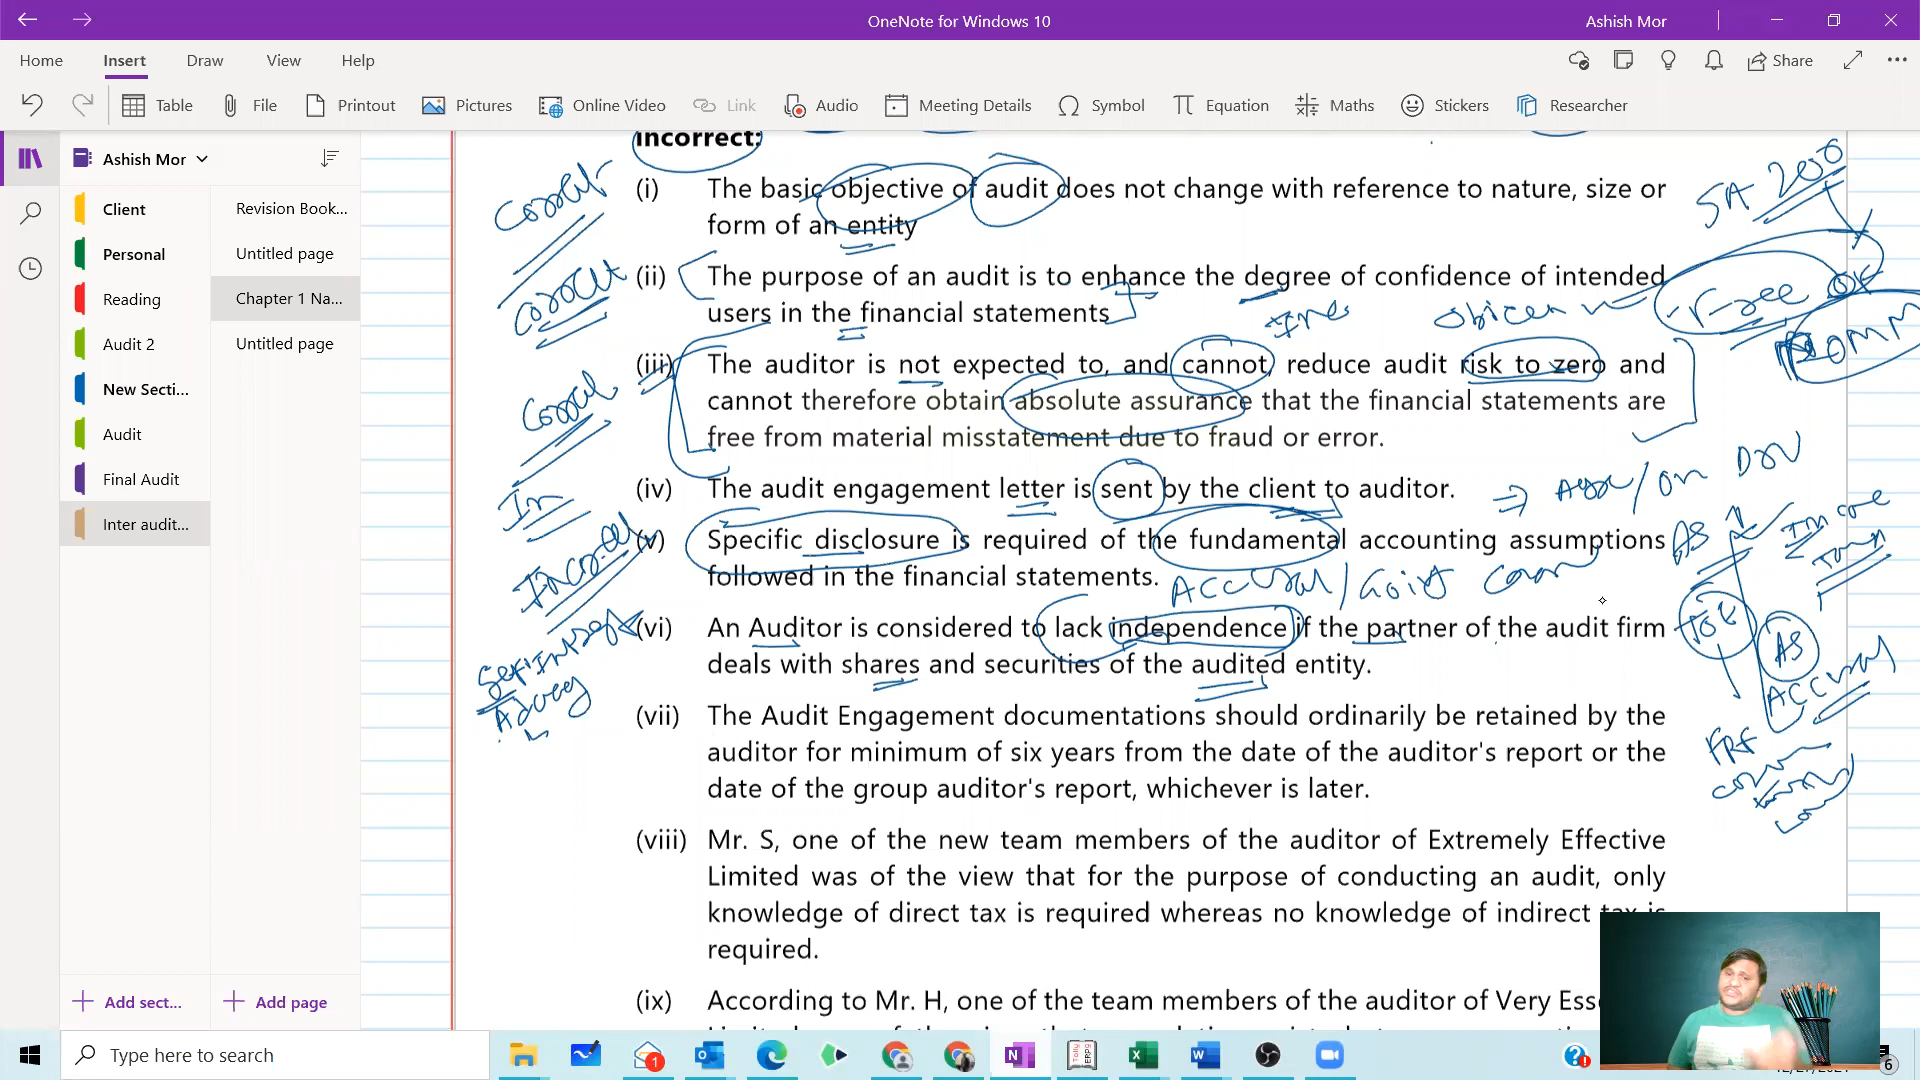 OneNote for Windows 10
Ashish Mor
Home
Insert
Draw
View
Help
Share
Table
File
Printout
Pictures
Online Video
Link
Audio
Meeting Details
Symbol
Equation
Maths
Stickers
Researcher
Ashish Mor
Client
Personal
Reading
Audit 2
New Secti...
Audit
Final Audit
Inter audit...
Revision Book...
Untitled page
Chapter 1 Na...
Untitled page
Add sect...
Add page
incorrect:
(i) The basic objective of audit does not change with reference to nature, size or
form of an entity
(ii) The purpose of an audit is to enhance the degree of confidence of intended
users in the financial statements
(iii) The auditor is not expected to, and cannot, reduce audit risk to zero and
cannot therefore obtain absolute assurance that the financial statements are
free from material misstatement due to fraud or error.
(iv) The audit engagement letter is sent by the client to auditor.
(v) Specific disclosure is required of the fundamental accounting assumptions
followed in the financial statements.
(vi) An Auditor is considered to lack independence if the partner of the audit firm
deals with shares and securities of the audited entity.
(vii) The Audit Engagement documentations should ordinarily be retained by the
auditor for minimum of six years from the date of the auditor's report or the
date of the group auditor's report, whichever is later.
(viii) Mr. S, one of the new team members of the auditor of Extremely Effective
Limited was of the view that for the purpose of conducting an audit, only
knowledge of direct tax is required whereas no knowledge of indirect tax is
required.
(ix) According to Mr. H, one of the team members of the auditor of Very
Correct
Correct
Correct
In
Incorrect
SA 200
Accrual / Going
AS
Income
AS
Accrual
FRF
Type here to search
1
6